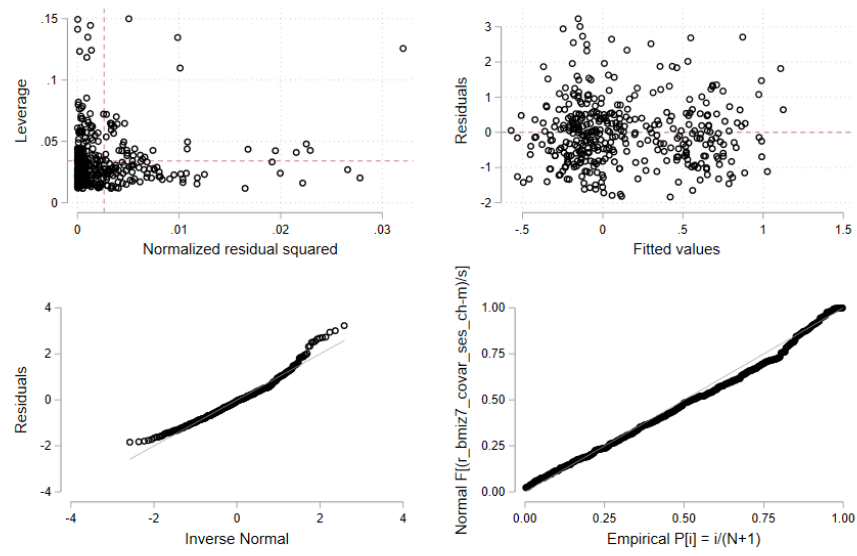 .15
.1
.05
0
Leverage
0 .01 .02 .03
Normalized residual squared
3
2
1
0
-1
-2
Residuals
-.5 0 .5 1 1.5
Fitted values
4
2
0
-2
-4
Residuals
-4 -2 0 2 4
Inverse Normal
1.00
0.75
0.50
0.25
0.00
Normal F[(r_bmiz7_covar_ses_ch-m)/s]
0.00 0.25 0.50 0.75 1.00
Empirical P[i] = i/(N+1)